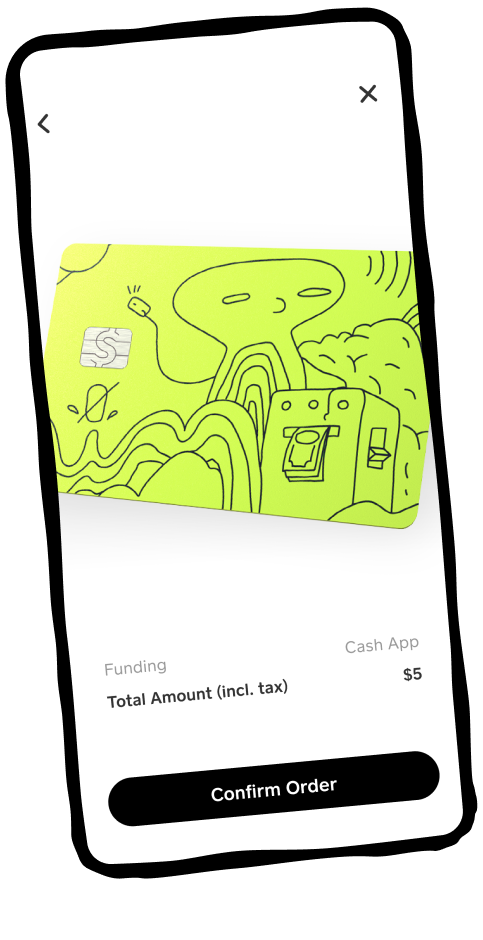 Funding
Cash App
Total Amount (incl. tax)
$5
Confirm Order